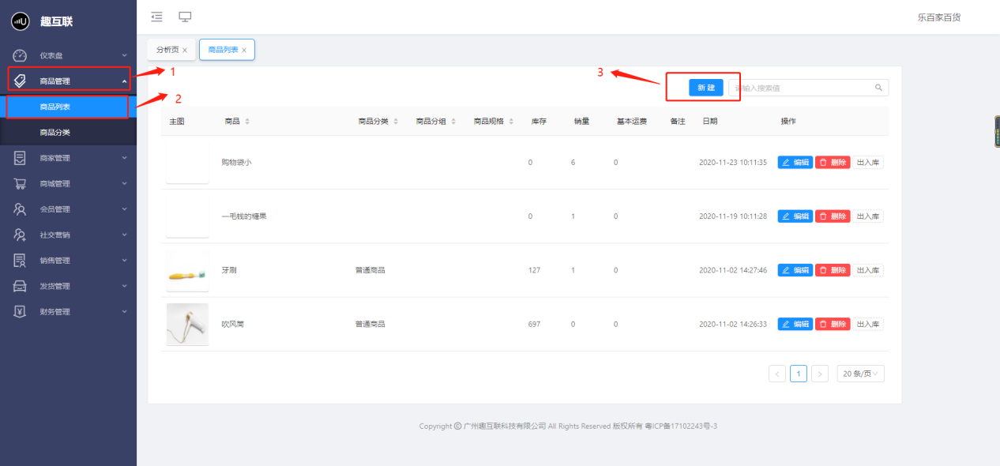 趣互联
乐百家百货
仪表盘
商品管理
商品列表
商品分类
商家管理
商城管理
会员管理
社交营销
销售管理
发货管理
财务管理
分析页 × 商品列表 ×
1
2
3
新 建 请输入搜索值
主图 商品 商品分类 商品分组 商品规格 库存 销量 基本运费 备注 日期 操作
购物袋小 0 6 0 2020-11-23 10:11:35 编辑 删除 出入库
一毛钱的糖果 0 1 0 2020-11-19 10:11:28 编辑 删除 出入库
牙刷 普通商品 127 1 0 2020-11-02 14:27:46 编辑 删除 出入库
吹风筒 普通商品 697 0 0 2020-11-02 14:26:33 编辑 删除 出入库
< 1 > 20 条/页
Copyright © 广州趣互联科技有限公司 All Rights Reserved 版权所有 粤ICP备17102243号-3